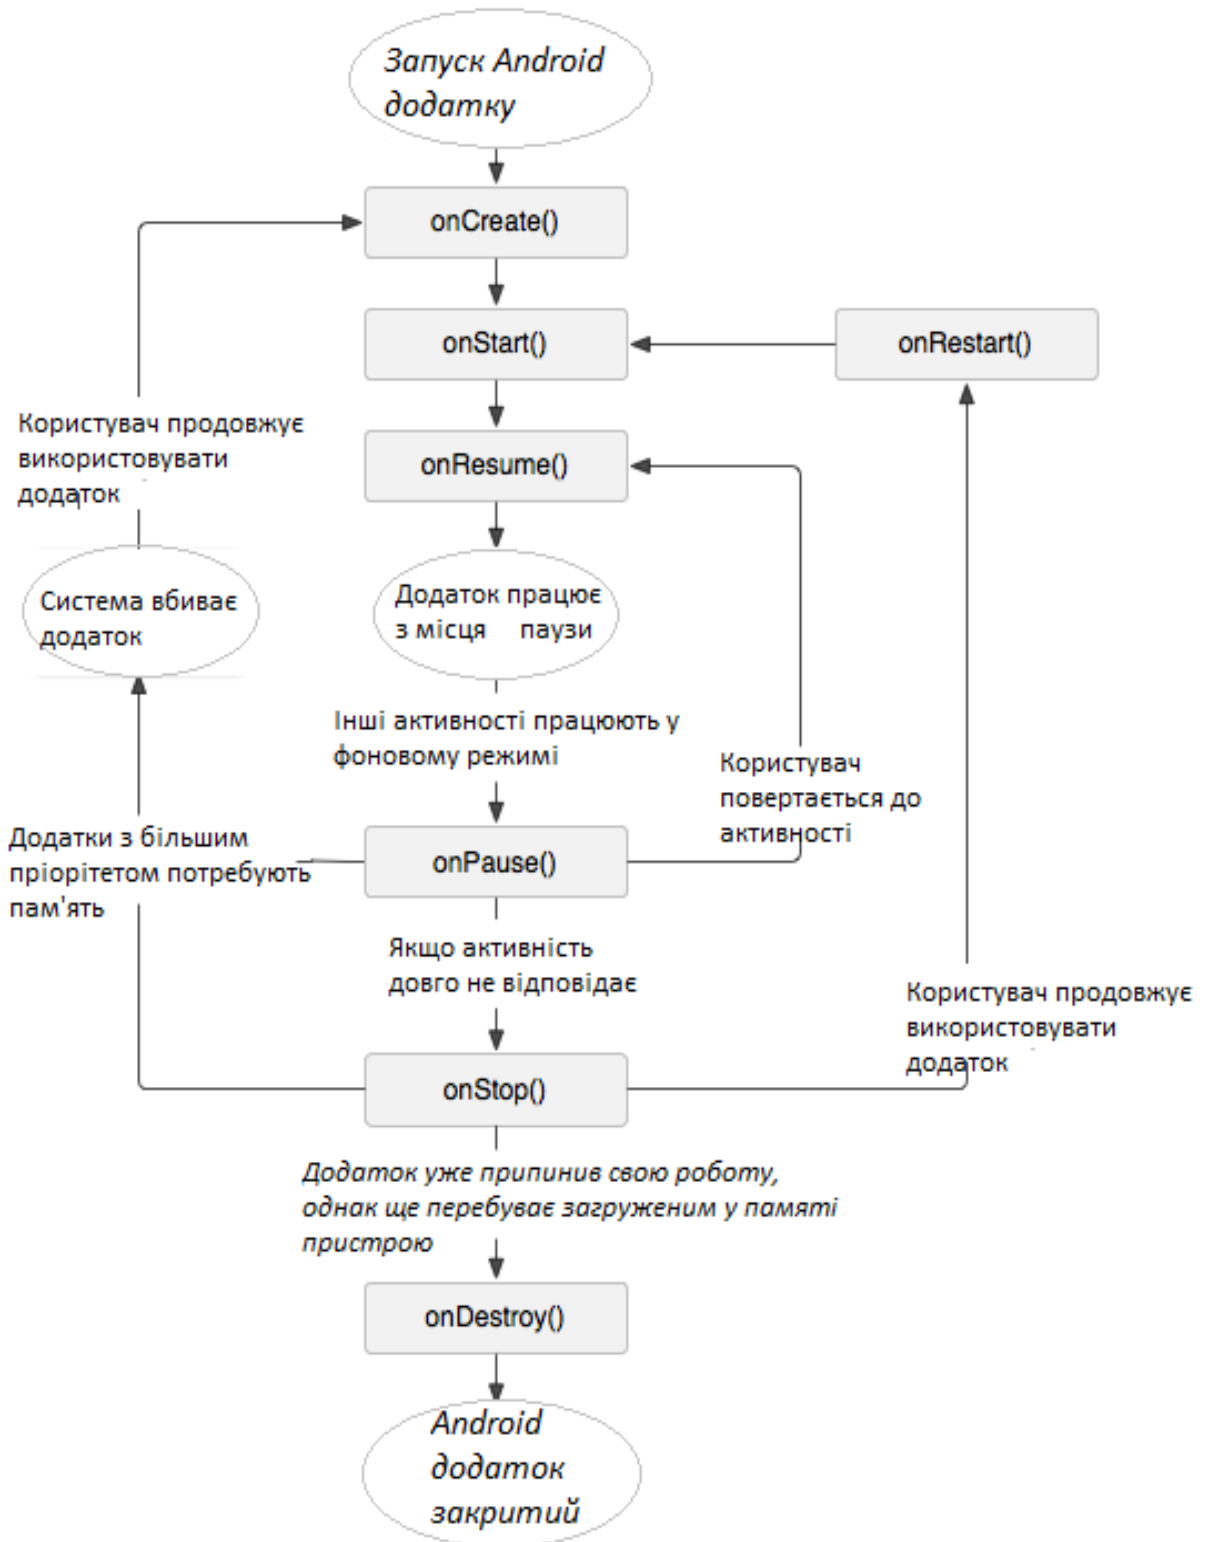 Запуск Android
додатку
onCreate()
onStart()
onRestart()
Користувач продовжує
використовувати
додаток
onResume()
Система вбиває
додаток
Додаток працює
з місця паузи
Інші активності працюють у
фоновому режимі
Користувач
повертається до
активності
Додатки з більшим
пріорітетом потребують
пам'ять
onPause()
Якщо активність
довго не відповідає
Користувач продовжує
використовувати
додаток
onStop()
Додаток уже припинив свою роботу,
однак ще перебуває загруженим у памяті
пристрою
onDestroy()
Android
додаток
закритий